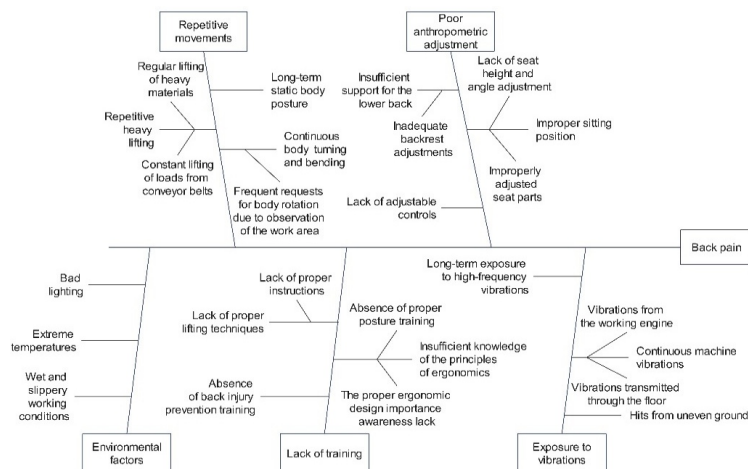 Repetitive
movements
Poor
anthropometric
adjustment
Regular lifting
of heavy
materials
Long-term
static body
posture
Repetitive
heavy
lifting
Continuous
body turning
and bending
Constant lifting
of loads from
conveyor belts
Frequent requests
for body rotation
due to observation
of the work area
Insufficient
support for the
lower back
Lack of seat
height and
angle adjustment
Inadequate
backrest
adjustments
Improper sitting
position
Improperly
adjusted
seat parts
Lack of adjustable
controls
Back pain
Bad
lighting
Extreme
temperatures
Wet and
slippery
working
conditions
Environmental
factors
Lack of proper
instructions
Lack of proper
lifting techniques
Absence of proper
posture training
Insufficient knowledge
of the principles
of ergonomics
Absence
of back injury
prevention training
The proper ergonomic
design importance
awareness lack
Lack of training
Long-term exposure
to high-frequency
vibrations
Vibrations from
the working engine
Continuous machine
vibrations
Vibrations transmitted
through the floor
Hits from uneven ground
Exposure to
vibrations